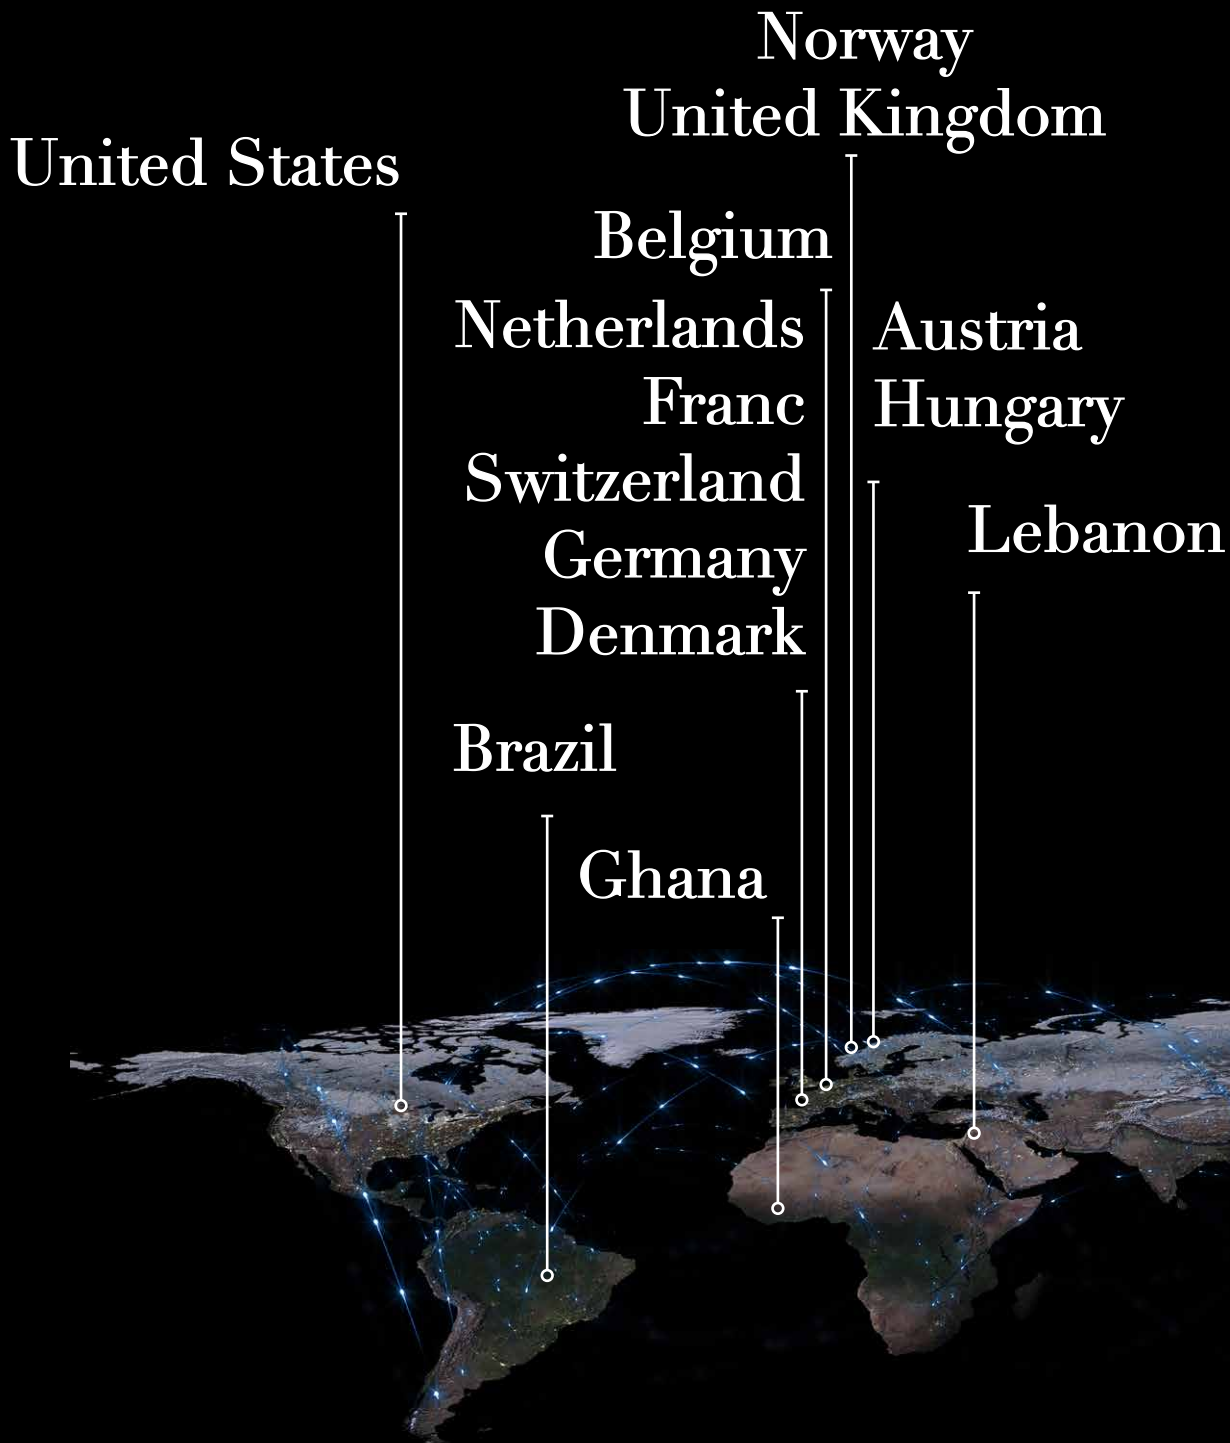 Norway
United Kingdom
United States
Belgium
Netherlands
Franc
Switzerland
Germany
Denmark
Austria
Hungary
Lebanon
Brazil
Ghana